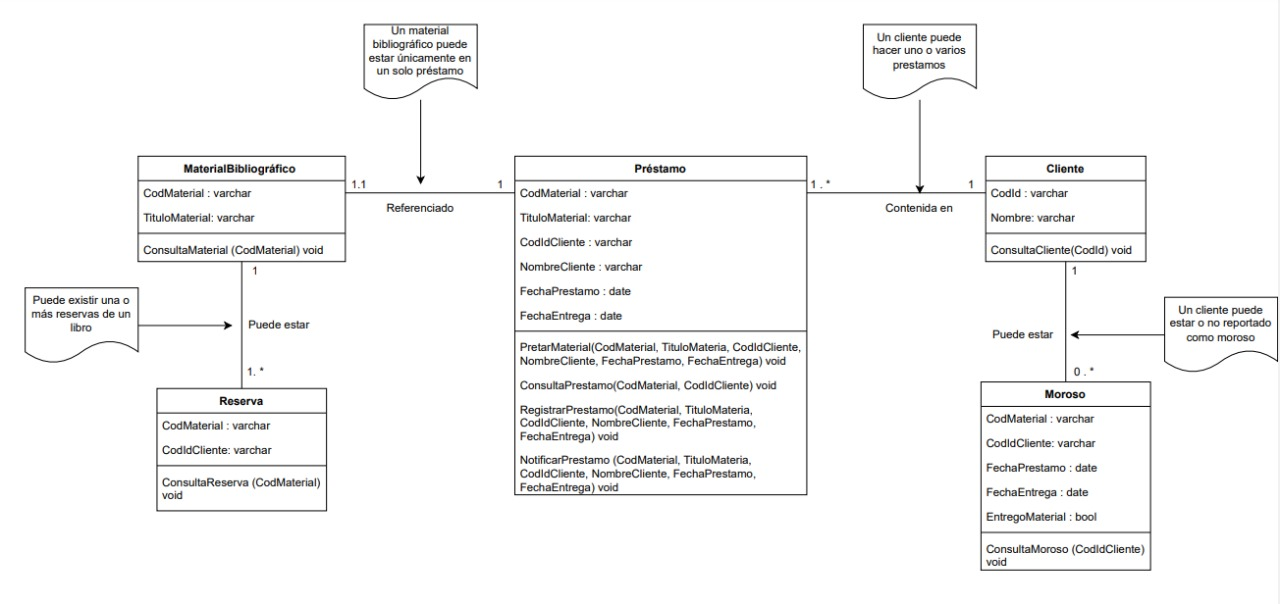 Un material
bibliográfico puede
estar únicamente en
un solo préstamo
Un cliente puede
hacer uno o varios
prestamos
MaterialBibliográfico
CodMaterial : varchar
TituloMaterial: varchar
ConsultaMaterial (CodMaterial) void
1.1
Referenciado
1
Préstamo
CodMaterial : varchar
TituloMaterial: varchar
CodIdCliente : varchar
NombreCliente : varchar
FechaPrestamo : date
FechaEntrega : date
PretarMaterial(CodMaterial, TituloMateria, CodIdCliente,
NombreCliente, FechaPrestamo, FechaEntrega) void
ConsultaPrestamo(CodMaterial, CodIdCliente) void
RegistrarPrestamo(CodMaterial, TituloMateria,
CodIdCliente, NombreCliente, FechaPrestamo,
FechaEntrega) void
NotificarPrestamo (CodMaterial, TituloMateria,
CodIdCliente, NombreCliente, FechaPrestamo,
FechaEntrega) void
1 . *
Contenida en
1
Cliente
CodId : varchar
Nombre: varchar
ConsultaCliente(CodId) void
1
Puede existir una o
más reservas de un
libro
Puede estar
1. *
Reserva
CodMaterial : varchar
CodIdCliente: varchar
ConsultaReserva (CodMaterial)
void
1
Puede estar
Un cliente puede
estar o no reportado
como moroso
0 . *
Moroso
CodMaterial : varchar
CodIdCliente: varchar
FechaPrestamo : date
FechaEntrega : date
EntregoMaterial : bool
ConsultaMoroso (CodIdCliente)
void